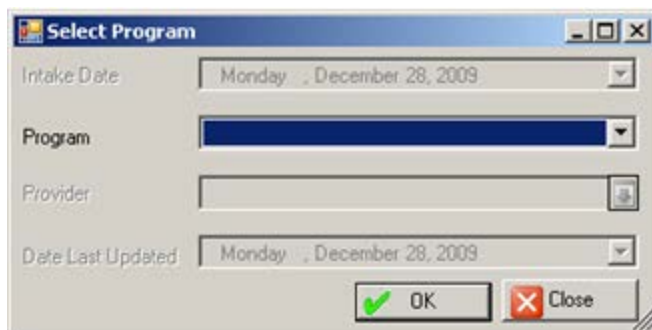 Select Program
Intake Date Monday , December 28, 2009
Program
Provider
Date Last Updated Monday , December 28, 2009
OK Close